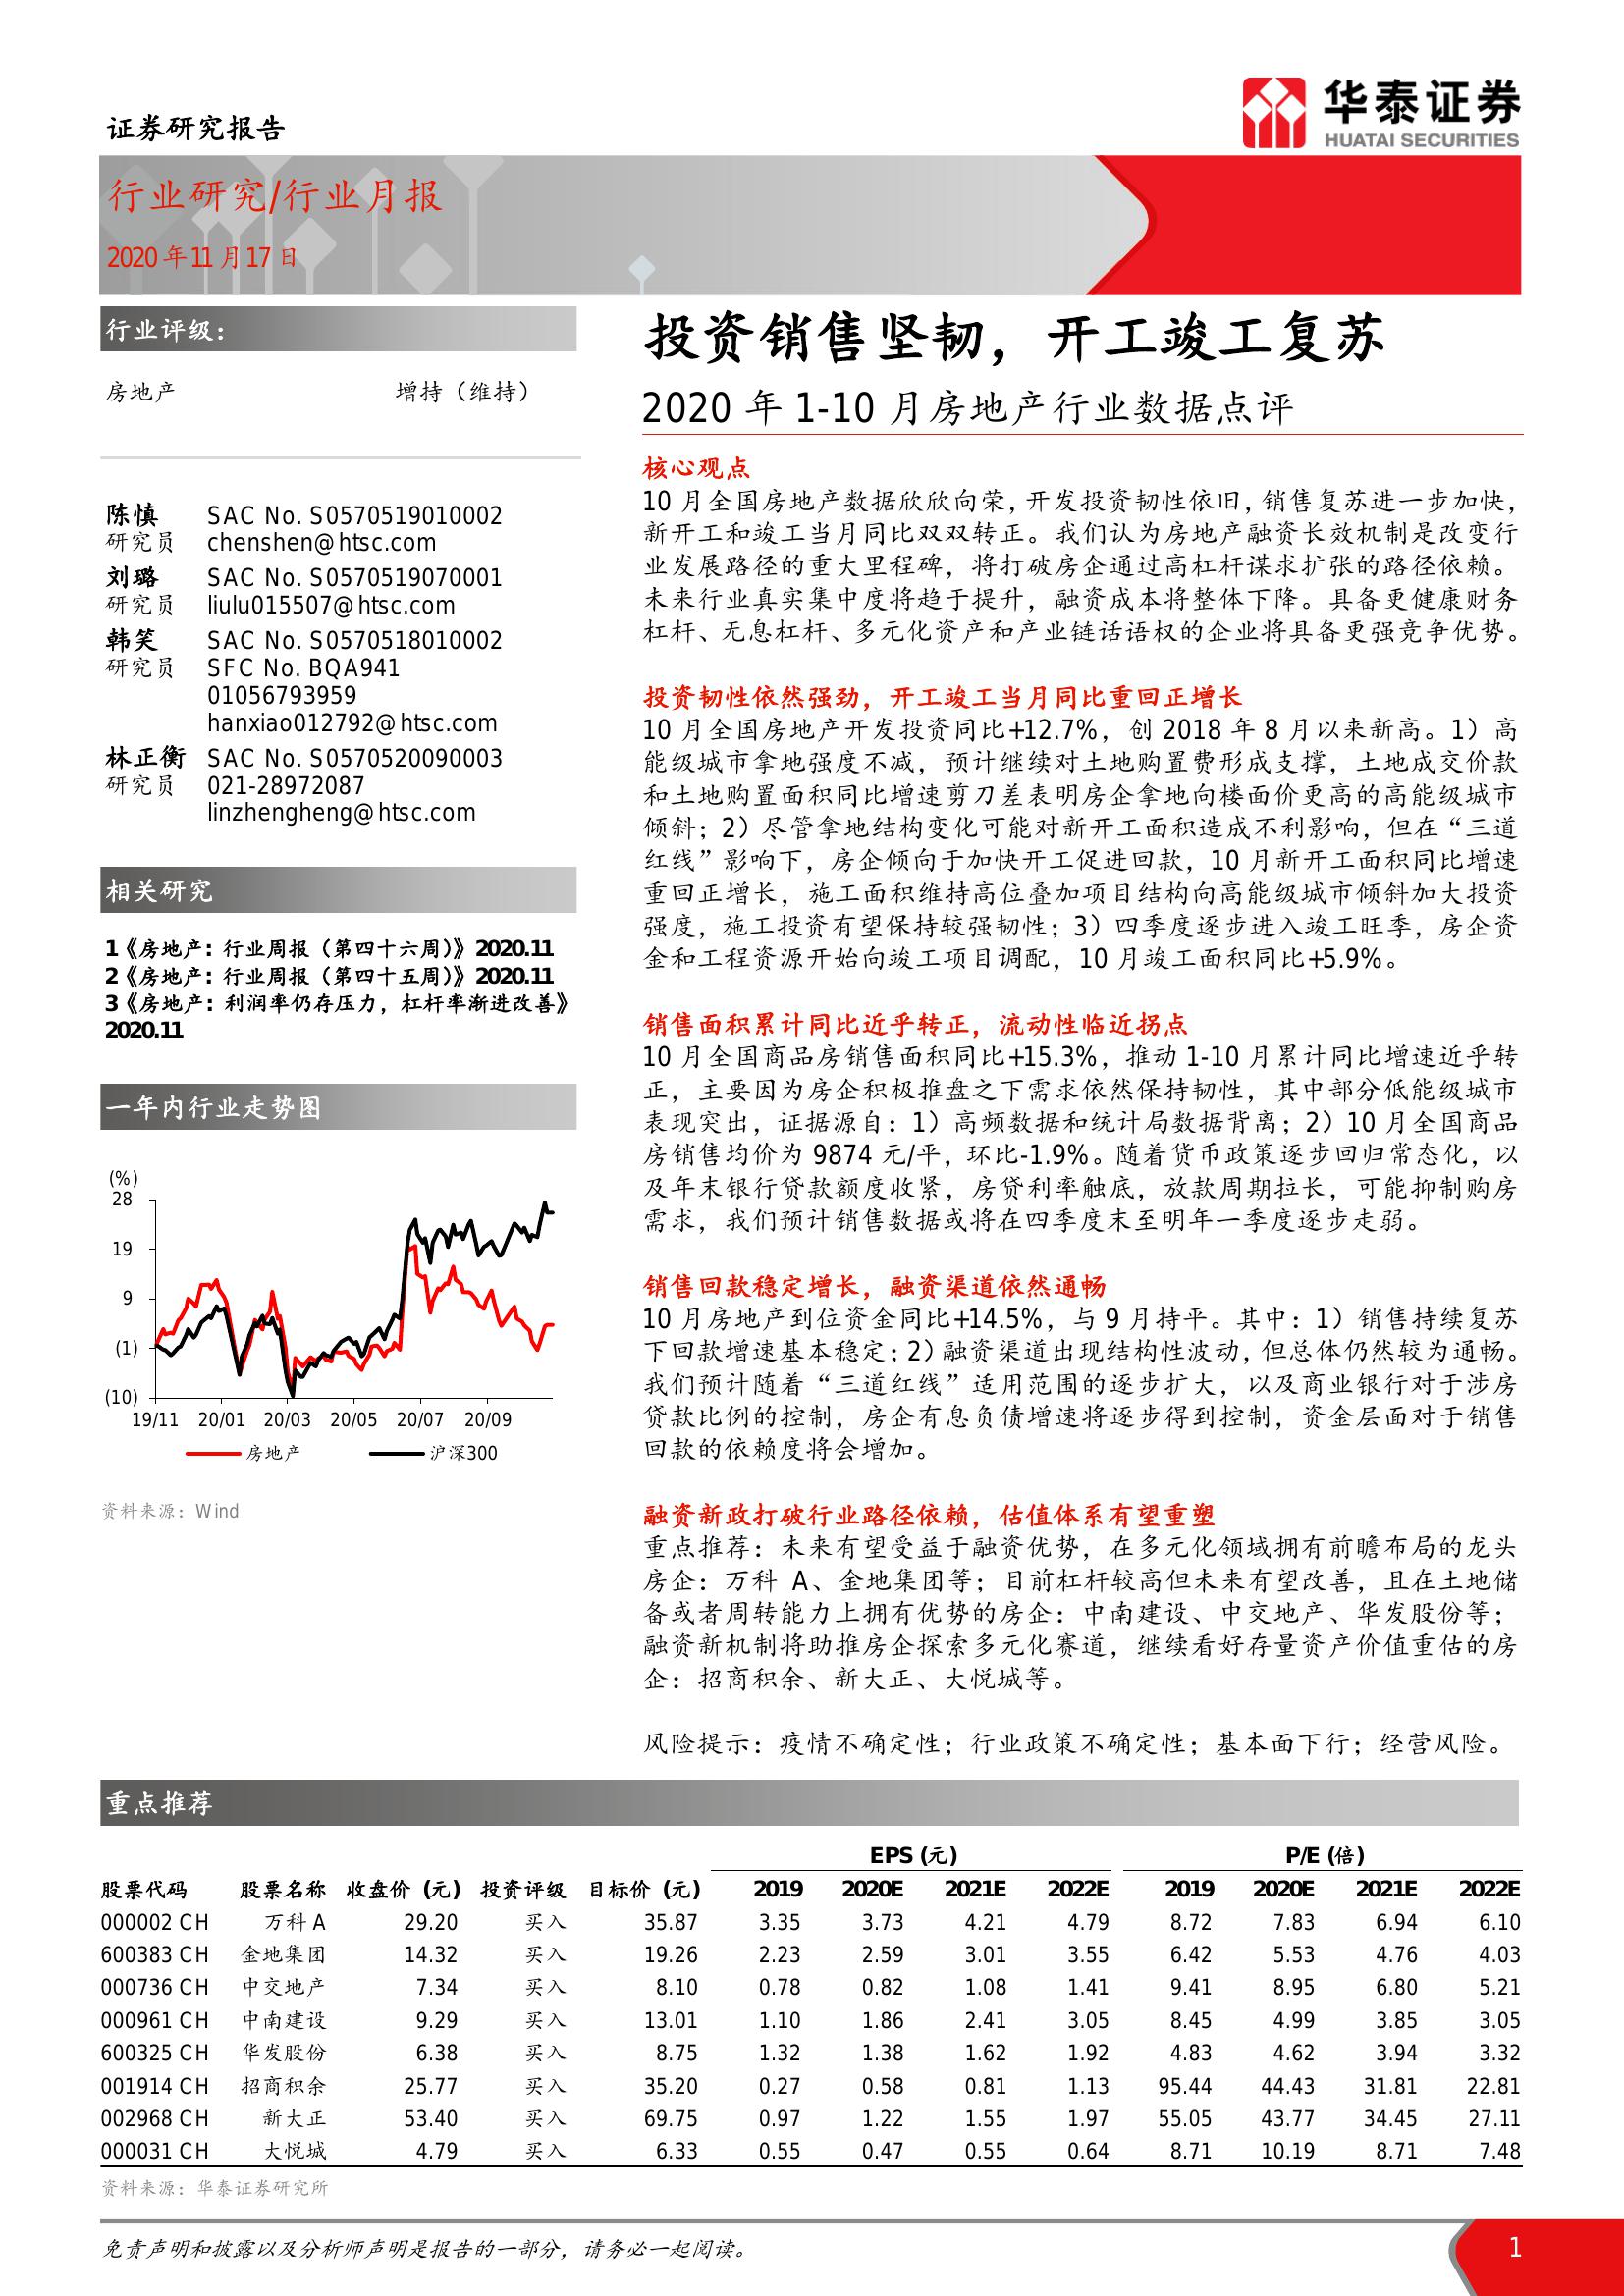 证券研究报告
华泰证券
HUATAI SECURITIES
行业研究/行业月报
2020年11月17日
行业评级：
房地产 增持（维持）
陈慎 SAC No. S0570519010002
研究员 chenshen@htsc.com
刘璐 SAC No. S0570519070001
研究员 liulu015507@htsc.com
韩笑 SAC No. S0570518010002
研究员 SFC No. BQA941
01056793959
hanxiao012792@htsc.com
林正衡 SAC No. S0570520090003
研究员 021-28972087
linzhengheng@htsc.com
相关研究
1《房地产: 行业周报（第四十六周）》2020.11
2《房地产: 行业周报（第四十五周）》2020.11
3《房地产: 利润率仍存压力，杠杆率渐进改善》
2020.11
一年内行业走势图
(%)
28
19
9
(1)
(10)
19/11 20/01 20/03 20/05 20/07 20/09
房地产 沪深300
资料来源：Wind
投资销售坚韧，开工竣工复苏
2020 年 1-10 月房地产行业数据点评
核心观点
10 月全国房地产数据欣欣向荣，开发投资韧性依旧，销售复苏进一步加快，
新开工和竣工当月同比双双转正。我们认为房地产融资长效机制是改变行
业发展路径的重大里程碑，将打破房企通过高杠杆谋求扩张的路径依赖。
未来行业真实集中度将趋于提升，融资成本将整体下降。具备更健康财务
杠杆、无息杠杆、多元化资产和产业链话语权的企业将具备更强竞争优势。
投资韧性依然强劲，开工竣工当月同比重回正增长
10 月全国房地产开发投资同比+12.7%，创 2018 年 8 月以来新高。1）高
能级城市拿地强度不减，预计继续对土地购置费形成支撑，土地成交价款
和土地购置面积同比增速剪刀差表明房企拿地向楼面价更高的高能级城市
倾斜；2）尽管拿地结构变化可能对新开工面积造成不利影响，但在“三道
红线”影响下，房企倾向于加快开工促进回款，10 月新开工面积同比增速
重回正增长，施工面积维持高位叠加项目结构向高能级城市倾斜加大投资
强度，施工投资有望保持较强韧性；3）四季度逐步进入竣工旺季，房企资
金和工程资源开始向竣工项目调配，10 月竣工面积同比+5.9%。
销售面积累计同比近乎转正，流动性临近拐点
10 月全国商品房销售面积同比+15.3%，推动 1-10 月累计同比增速近乎转
正，主要因为房企积极推盘之下需求依然保持韧性，其中部分低能级城市
表现突出，证据源自：1）高频数据和统计局数据背离；2）10 月全国商品
房销售均价为 9874 元/平，环比-1.9%。随着货币政策逐步回归常态化，以
及年末银行贷款额度收紧，房贷利率触底，放款周期拉长，可能抑制购房
需求，我们预计销售数据或将在四季度末至明年一季度逐步走弱。
销售回款稳定增长，融资渠道依然通畅
10 月房地产到位资金同比+14.5%，与 9 月持平。其中：1）销售持续复苏
下回款增速基本稳定；2）融资渠道出现结构性波动，但总体仍然较为通畅。
我们预计随着“三道红线”适用范围的逐步扩大，以及商业银行对于涉房
贷款比例的控制，房企有息负债增速将逐步得到控制，资金层面对于销售
回款的依赖度将会增加。
融资新政打破行业路径依赖，估值体系有望重塑
重点推荐：未来有望受益于融资优势，在多元化领域拥有前瞻布局的龙头
房企：万科 A、金地集团等；目前杠杆较高但未来有望改善，且在土地储
备或者周转能力上拥有优势的房企：中南建设、中交地产、华发股份等；
融资新机制将助推房企探索多元化赛道，继续看好存量资产价值重估的房
企：招商积余、新大正、大悦城等。
风险提示：疫情不确定性；行业政策不确定性；基本面下行；经营风险。
重点推荐
EPS (元) P/E (倍)
股票代码 股票名称 收盘价 (元) 投资评级 目标价 (元) 2019 2020E 2021E 2022E 2019 2020E 2021E 2022E
000002 CH 万科A 29.20 买入 35.87 3.35 3.73 4.21 4.79 8.72 7.83 6.94 6.10
600383 CH 金地集团 14.32 买入 19.26 2.23 2.59 3.01 3.55 6.42 5.53 4.76 4.03
000736 CH 中交地产 7.34 买入 8.10 0.78 0.82 1.08 1.41 9.41 8.95 6.80 5.21
000961 CH 中南建设 9.29 买入 13.01 1.10 1.86 2.41 3.05 8.45 4.99 3.85 3.05
600325 CH 华发股份 6.38 买入 8.75 1.32 1.38 1.62 1.92 4.83 4.62 3.94 3.32
001914 CH 招商积余 25.77 买入 35.20 0.27 0.58 0.81 1.13 95.44 44.43 31.81 22.81
002968 CH 新大正 53.40 买入 69.75 0.97 1.22 1.55 1.97 55.05 43.77 34.45 27.11
000031 CH 大悦城 4.79 买入 6.33 0.55 0.47 0.55 0.64 8.71 10.19 8.71 7.48
资料来源：华泰证券研究所
免责声明和披露以及分析师声明是报告的一部分，请务必一起阅读。
1